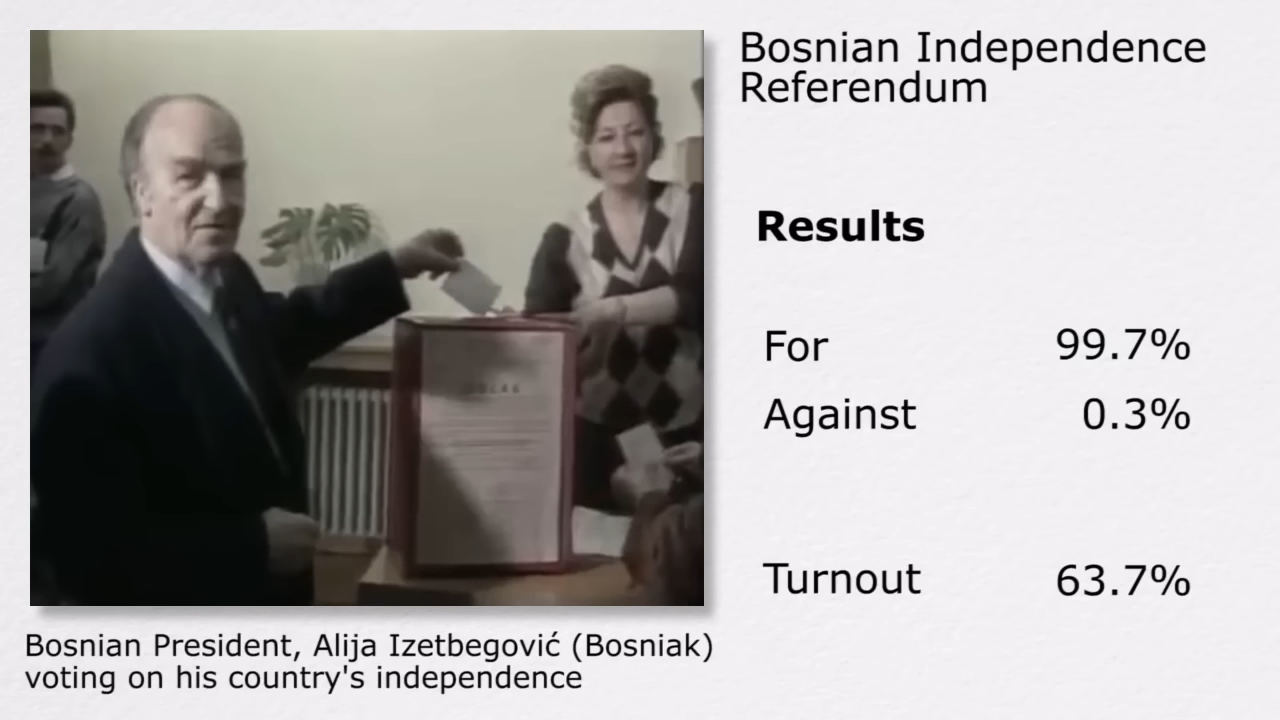 Bosnian Independence
Referendum
Results
For 99.7%
Against 0.3%
Turnout 63.7%
Bosnian President, Alija Izetbegović (Bosniak)
voting on his country's independence